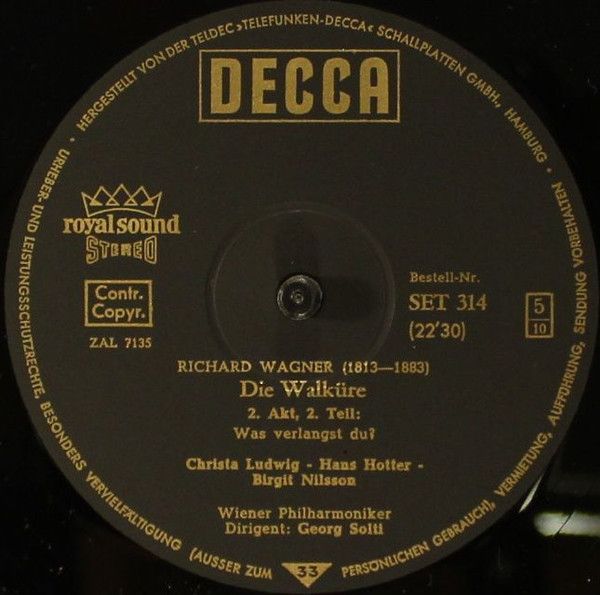 URHEBER- UND LEISTUNGSSCHUTZRECHTE, BESONDERS VERVIELFÄLTIGUNG (AUSSER ZUM PERSÖNLICHEN GEBRAUCH), VERMIETUNG, AUFFÜHRUNG, SENDUNG VORBEHALTEN
• HERGESTELLT VON DER TELDEC »TELEFUNKEN-DECCA« SCHALLPLATTEN GMBH., HAMBURG •
DECCA
royal sound
STEREO
Contr.
Copyr.
ZAL 7135
Bestell-Nr.
SET 314
(22'30)
5
10
RICHARD WAGNER (1813—1883)
Die Walküre
2. Akt, 2. Teil:
Was verlangst du?
Christa Ludwig - Hans Hotter -
Birgit Nilsson
Wiener Philharmoniker
Dirigent: Georg Solti
33